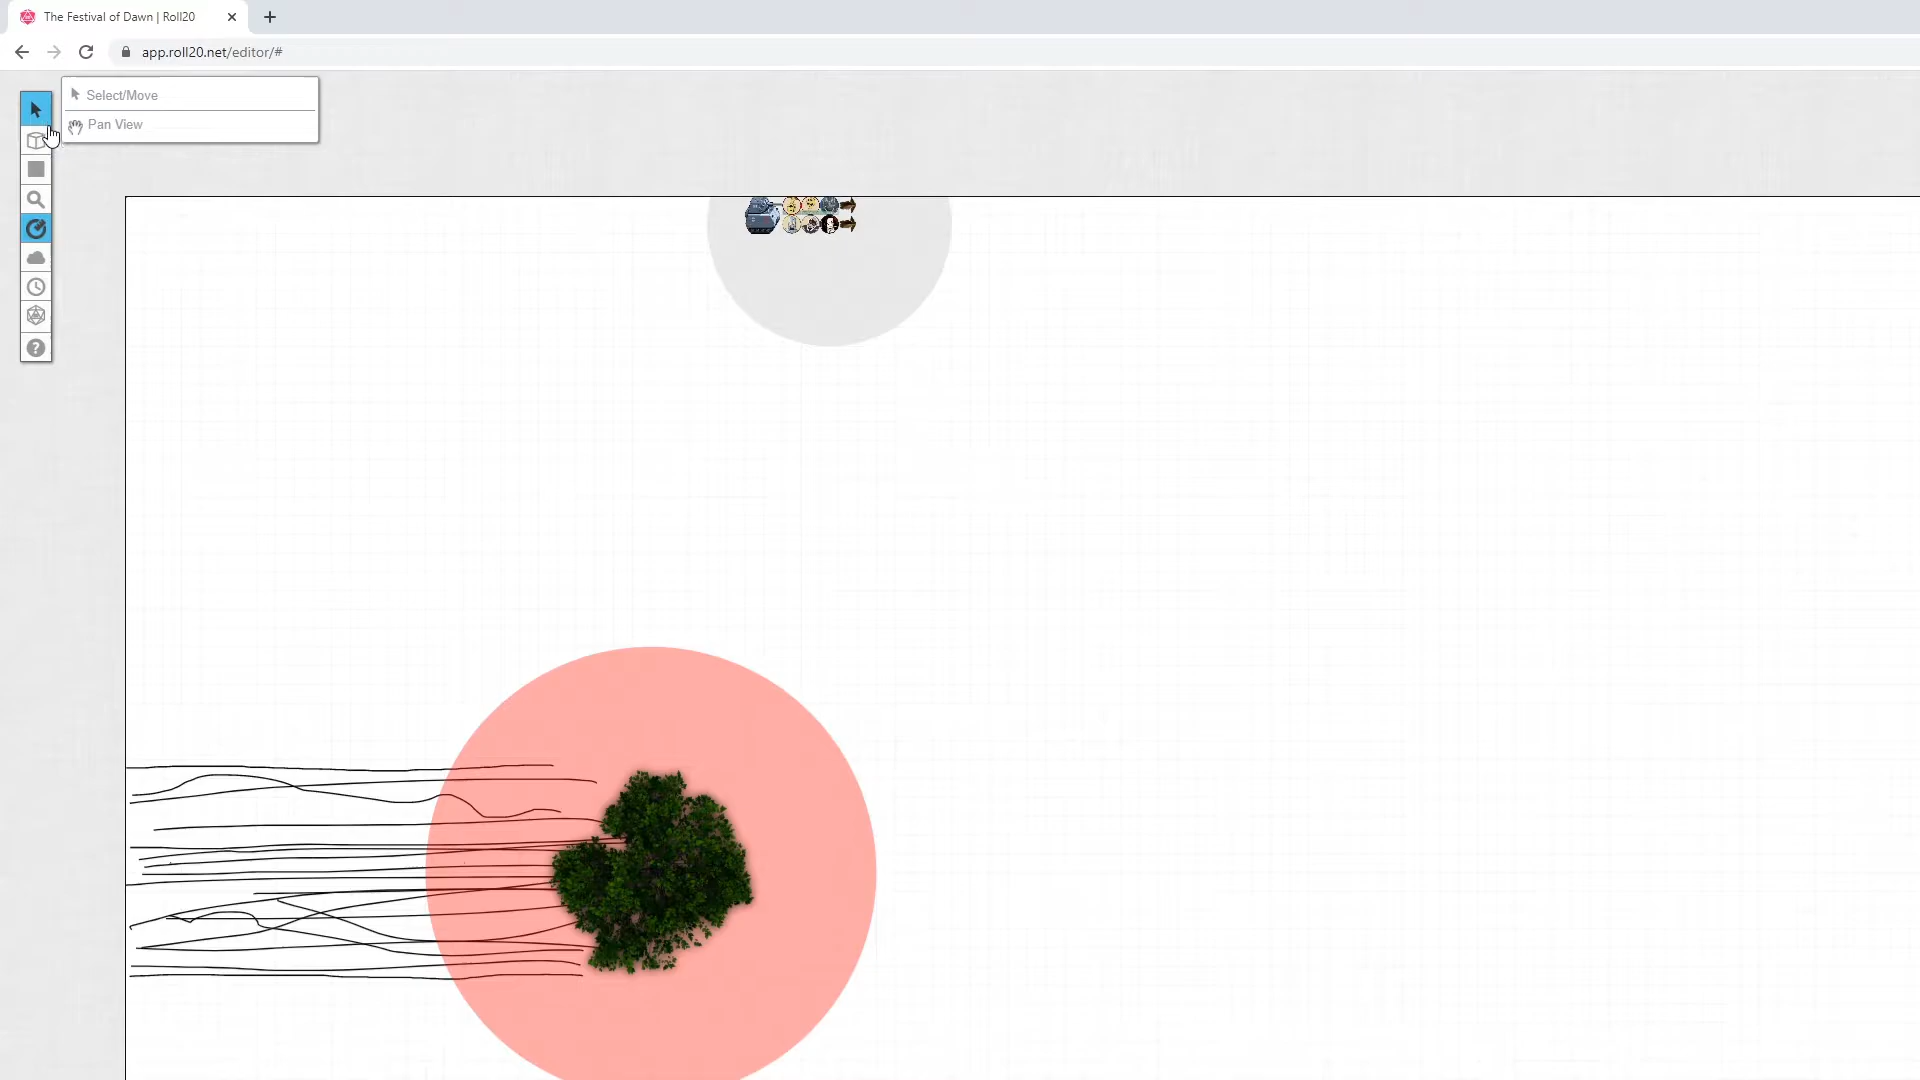 The Festival of Dawn | Roll20
app.roll20.net/editor/#
Select/Move
Pan View
?